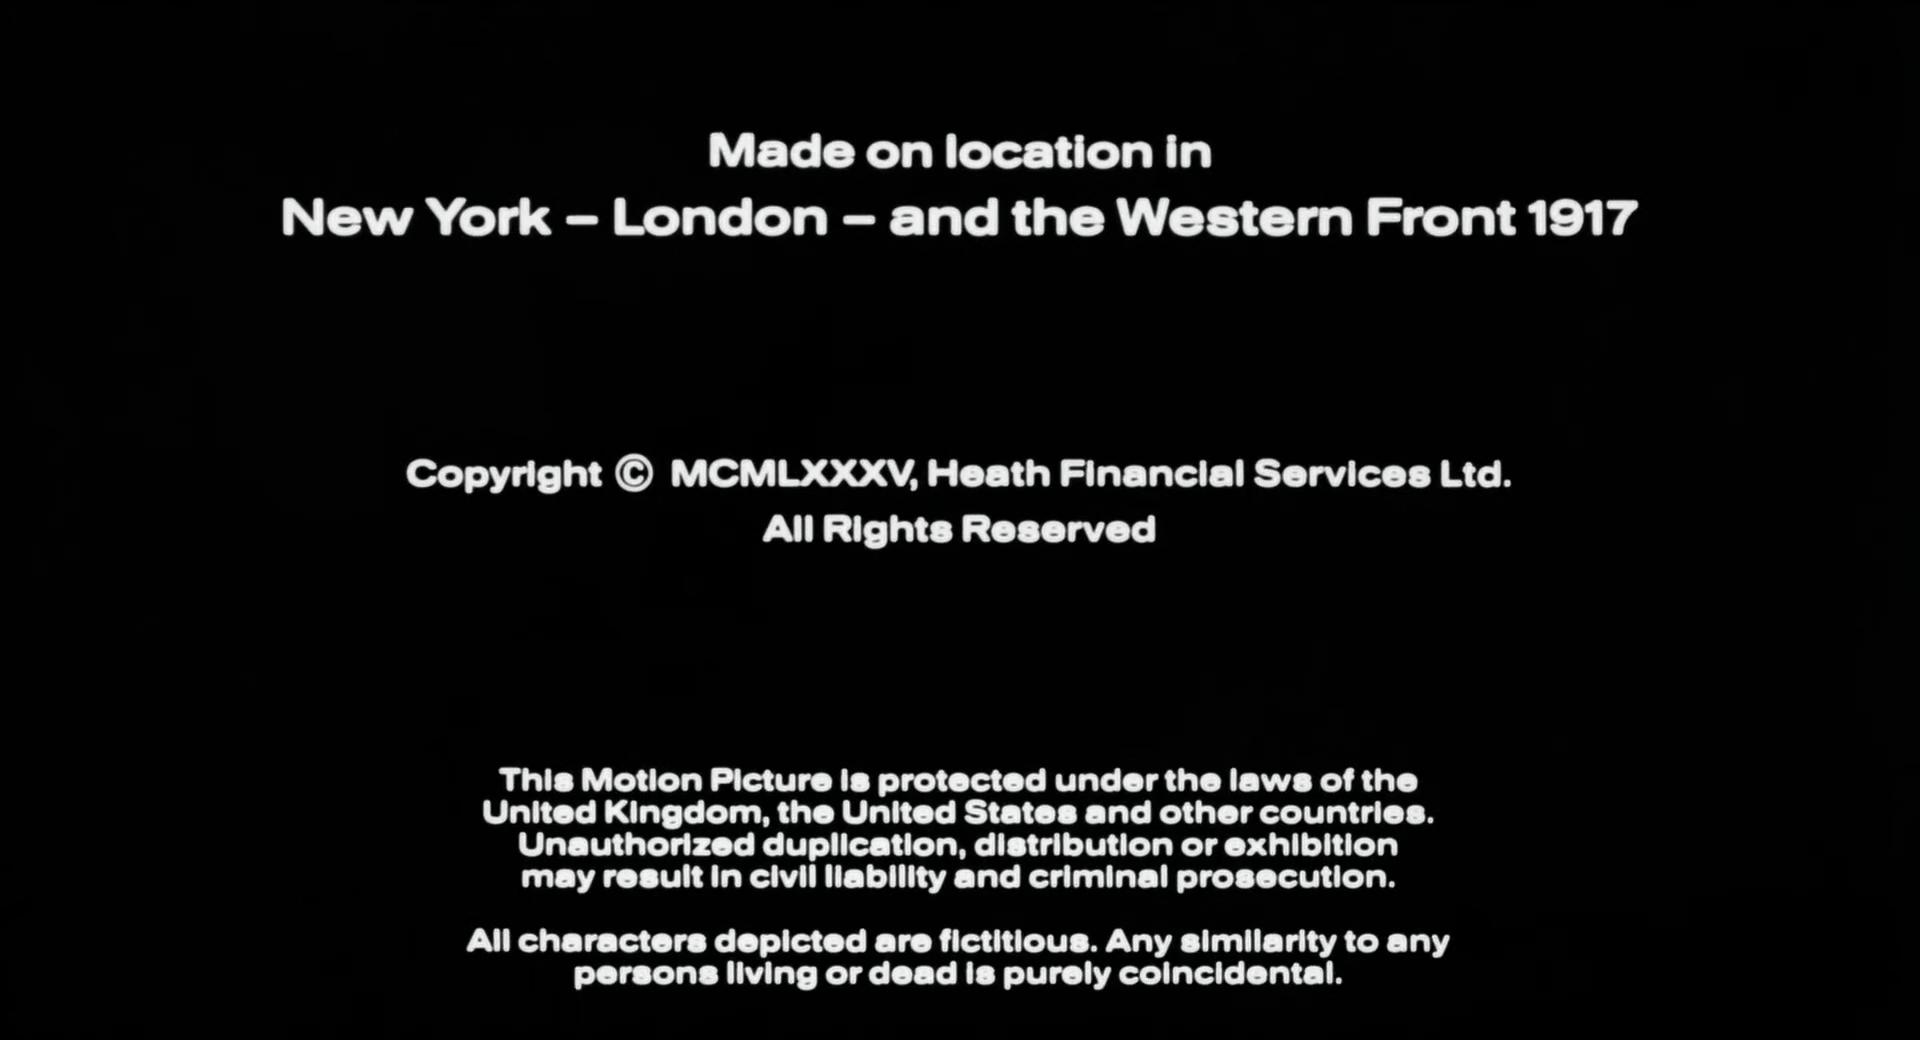 Made on location in
New York – London – and the Western Front 1917
Copyright © MCMLXXXV, Heath Financial Services Ltd.
All Rights Reserved
This Motion Picture is protected under the laws of the
United Kingdom, the United States and other countries.
Unauthorized duplication, distribution or exhibition
may result in civil liability and criminal prosecution.
All characters depicted are fictitious. Any similarity to any
persons living or dead is purely coincidental.